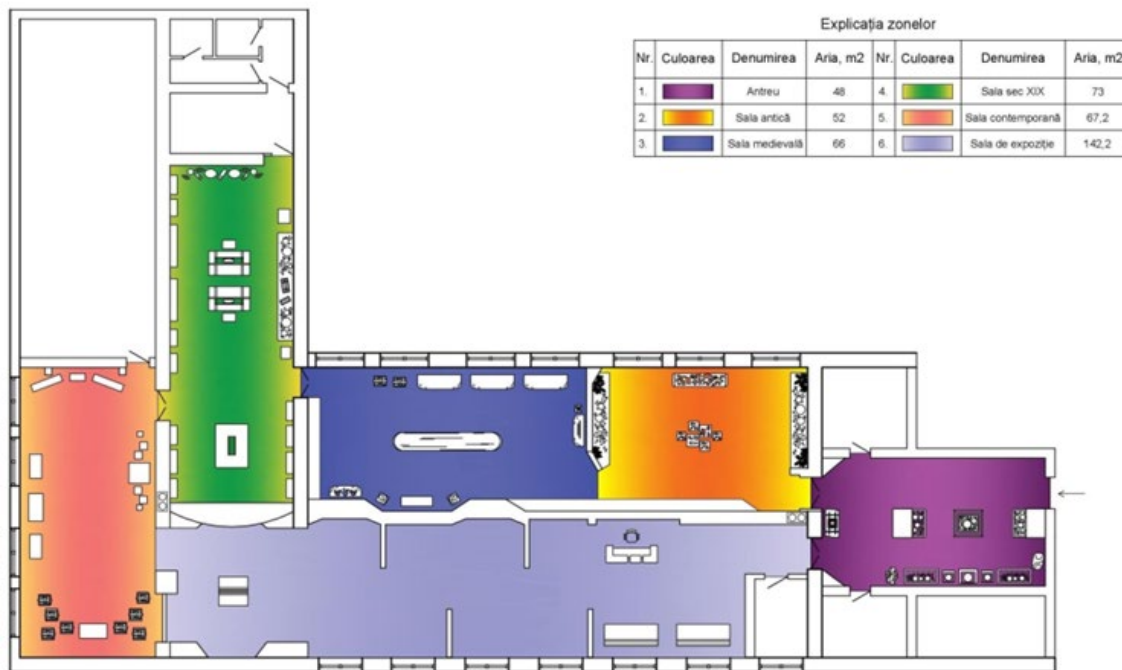 Explicația zonelor
Nr. Culoarea Denumirea Aria, m2 Nr. Culoarea Denumirea Aria, m2
1. Antreu 48 4. Sala sec XIX 73
2. Sala antică 52 5. Sala contemporană 67,2
3. Sala medievală 66 6. Sala de expoziție 142,2